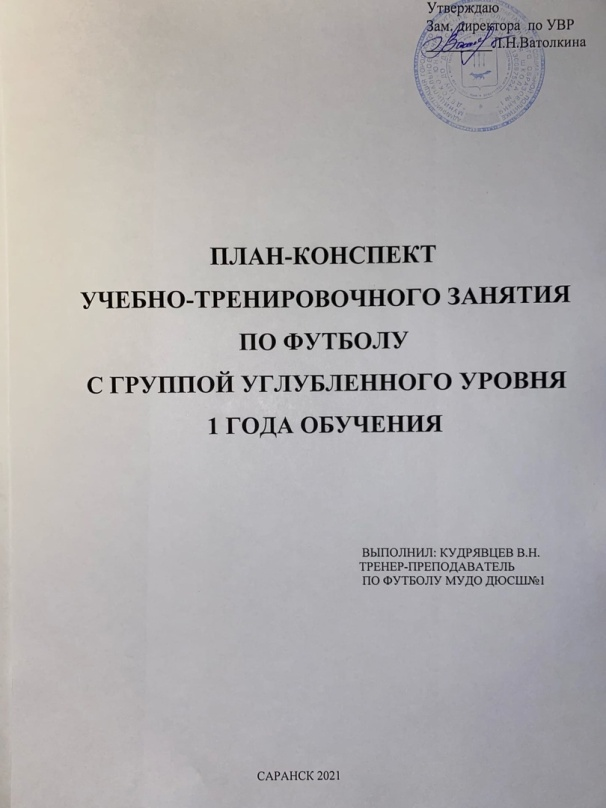 Утверждаю
Зам. директора по УВР
Л.Н.Ватолкина
ПЛАН-КОНСПЕКТ
УЧЕБНО-ТРЕНИРОВОЧНОГО ЗАНЯТИЯ
ПО ФУТБОЛУ
С ГРУППОЙ УГЛУБЛЕННОГО УРОВНЯ
1 ГОДА ОБУЧЕНИЯ
ВЫПОЛНИЛ: КУДРЯВЦЕВ В.Н.
ТРЕНЕР-ПРЕПОДАВАТЕЛЬ
ПО ФУТБОЛУ МУДО ДЮСШ№1
САРАНСК 2021